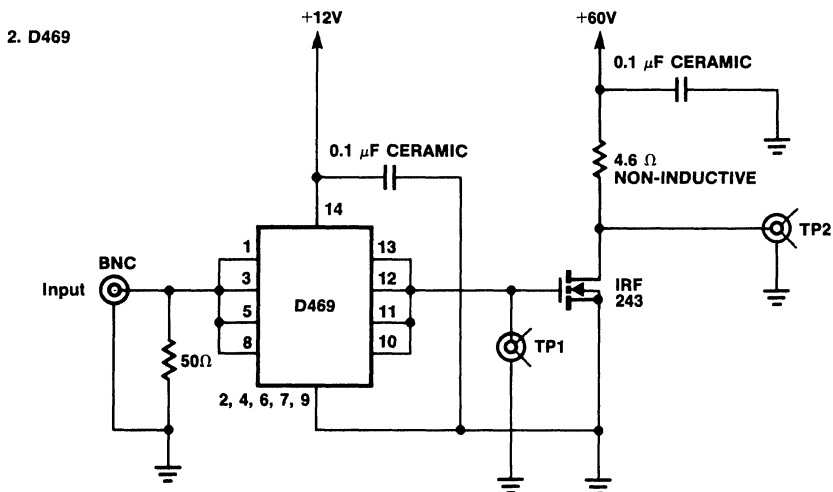 2. D469
+12V
+60V
0.1 μF CERAMIC
0.1 μF CERAMIC
4.6 Ω
NON-INDUCTIVE
14
TP2
BNC
Input
1
3
5
8
D469
13
12
11
10
IRF
243
TP1
50Ω
2, 4, 6, 7, 9